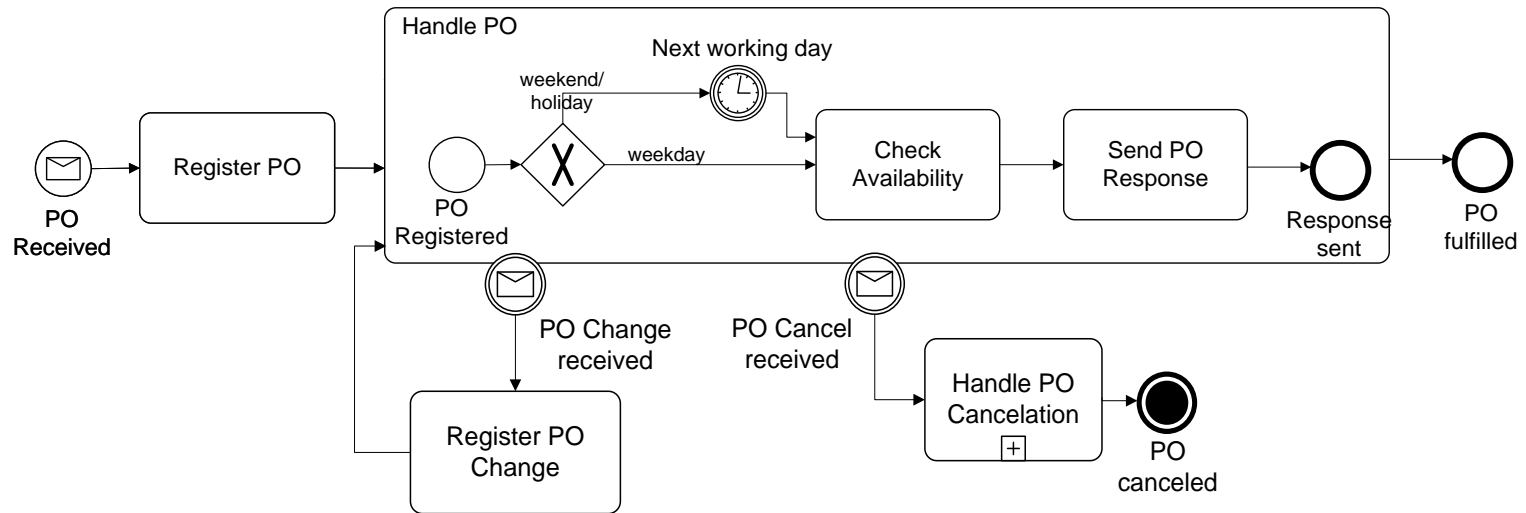 Handle PO
Next working day
weekend/
holiday
PO
Received
Register PO
PO
Registered
weekday
Check
Availability
Send PO
Response
Response
sent
PO
fulfilled
PO Change
received
PO Cancel
received
Register PO
Change
Handle PO
Cancelation
PO
canceled